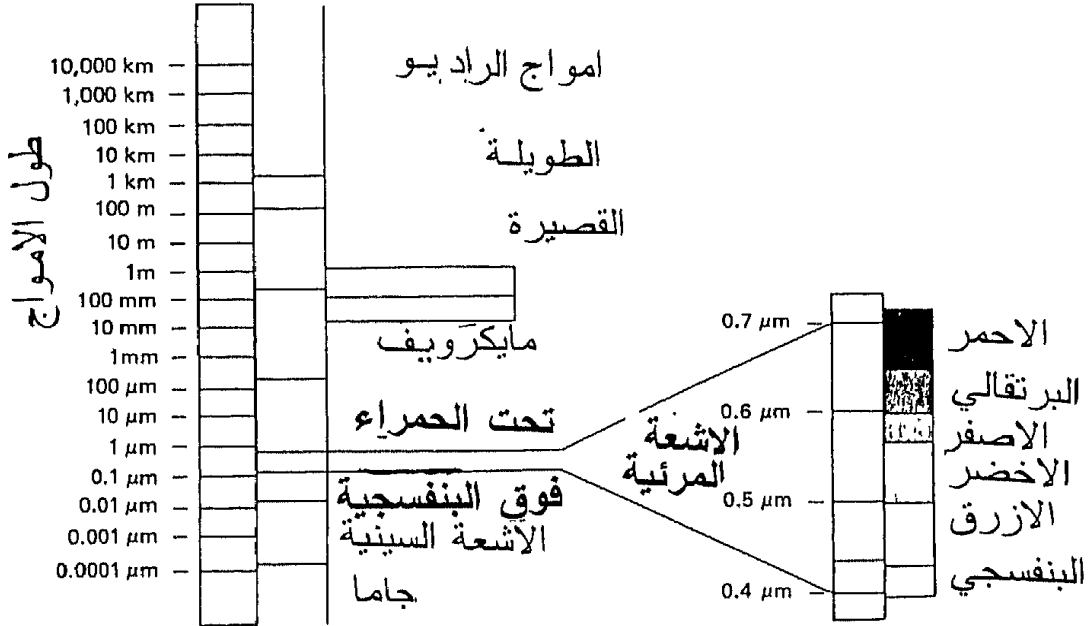 طول الامواج
10,000 km
1,000 km
100 km
10 km
1 km
100 m
10 m
1m
100 mm
10 mm
1mm
100 µm
10 µm
1 µm
0.1 µm
0.01 µm
0.001 µm
0.0001 µm
امواج الراديو
الطويلة
القصيرة
مايكرويف
تحت الحمراء
فوق البنفسجية
الاشعة السينية
جاما
الاشعة
المرئية
0.7 µm
0.6 µm
0.5 µm
0.4 µm
الاحمر
البرتقالي
الاصفر
الاخضر
الازرق
البنفسجي